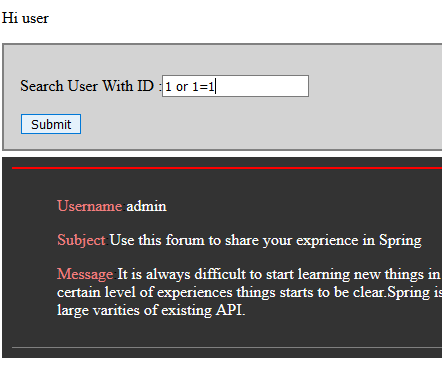 Hi user
Search User With ID : 1 or 1=1
Submit
Username admin
Subject Use this forum to share your exprience in Spring
Message It is always difficult to start learning new things in
certain level of experiences things starts to be clear.Spring is
large varities of existing API.